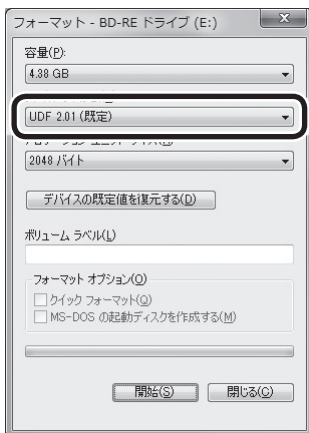 フォーマット - BD-RE ドライブ (E:)
容量(P):
4.38 GB
UDF 2.01 (既定)
2048 バイト
デバイスの既定値を復元する(D)
ボリューム ラベル(L)
フォーマット オプション(O)
クイック フォーマット(Q)
MS-DOS の起動ディスクを作成する(M)
開始(S)
閉じる(C)